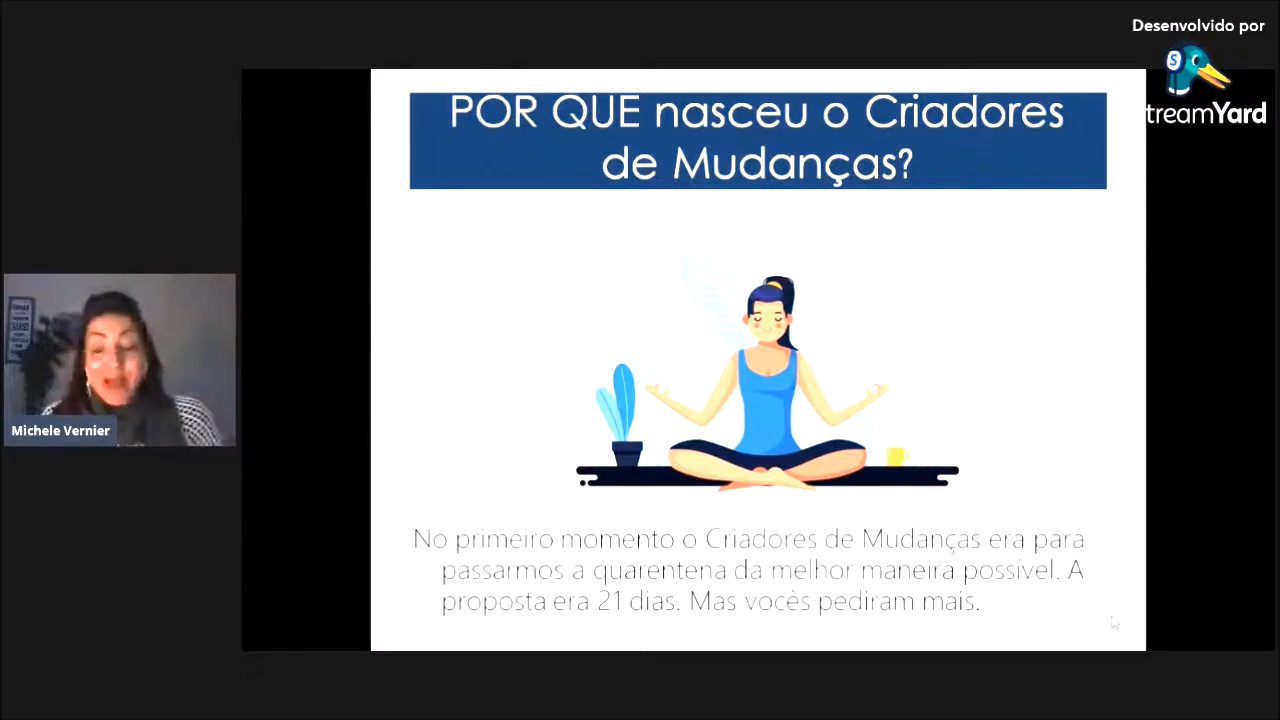 Desenvolvido por
treamYard
POR QUE nasceu o Criadores
de Mudanças?
Michele Vernier
No primeiro momento o Criadores de Mudanças era para
passarmos a quarentena da melhor maneira possível. A
proposta era 21 dias. Mas vocês pediram mais.